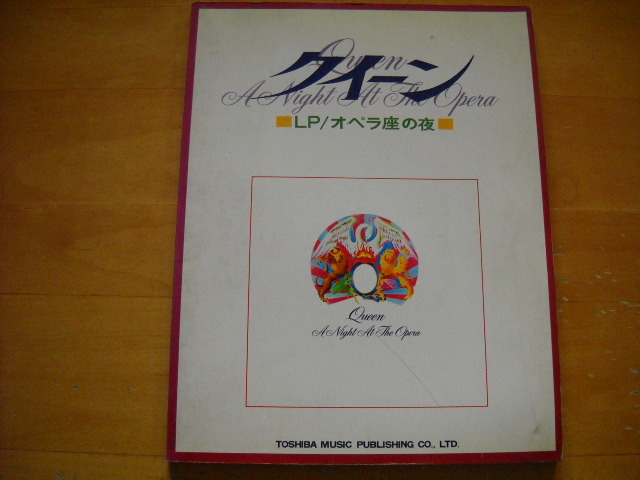 Queen
クイーン
A Night At The Opera
LP/オペラ座の夜
Queen
A Night At The Opera
TOSHIBA MUSIC PUBLISHING CO., LTD.